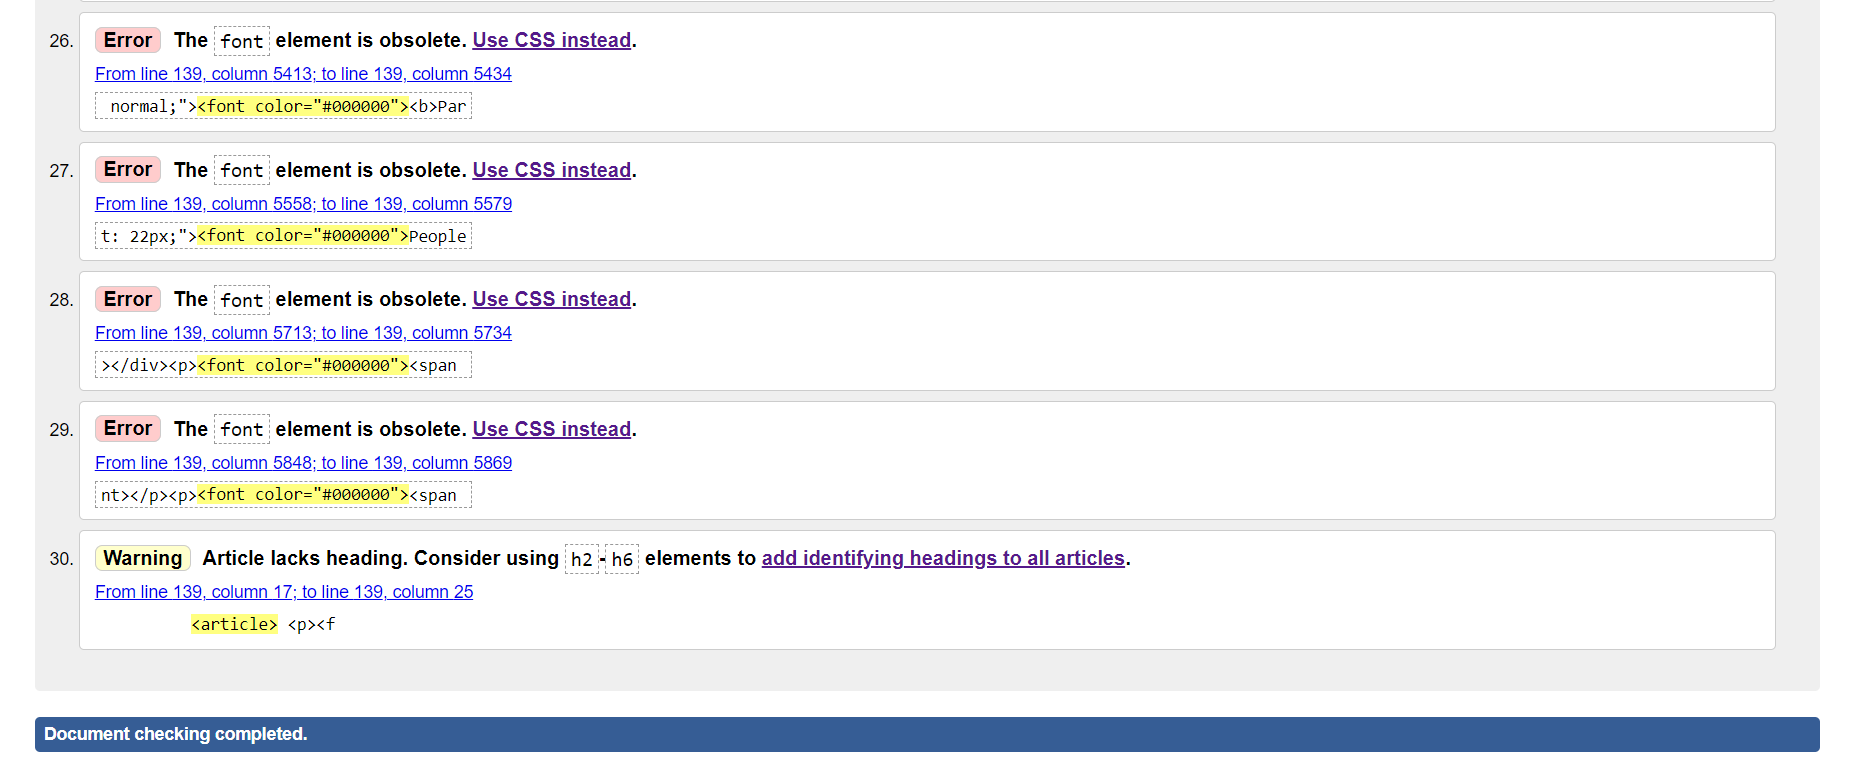 26. Error The font element is obsolete. Use CSS instead.
From line 139, column 5413; to line 139, column 5434
normal;"><font color="#000000"><b>Par
27. Error The font element is obsolete. Use CSS instead.
From line 139, column 5558; to line 139, column 5579
t: 22px;"><font color="#000000">People
28. Error The font element is obsolete. Use CSS instead.
From line 139, column 5713; to line 139, column 5734
></div><p><font color="#000000"><span
29. Error The font element is obsolete. Use CSS instead.
From line 139, column 5848; to line 139, column 5869
nt></p><p><font color="#000000"><span
30. Warning Article lacks heading. Consider using h2-h6 elements to add identifying headings to all articles.
From line 139, column 17; to line 139, column 25
<article> <p><f
Document checking completed.